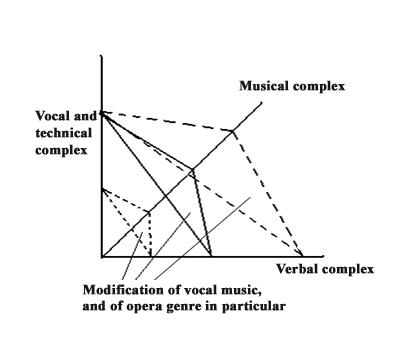 Musical complex
Vocal and
technical
complex
Verbal complex
Modification of vocal music,
and of opera genre in particular